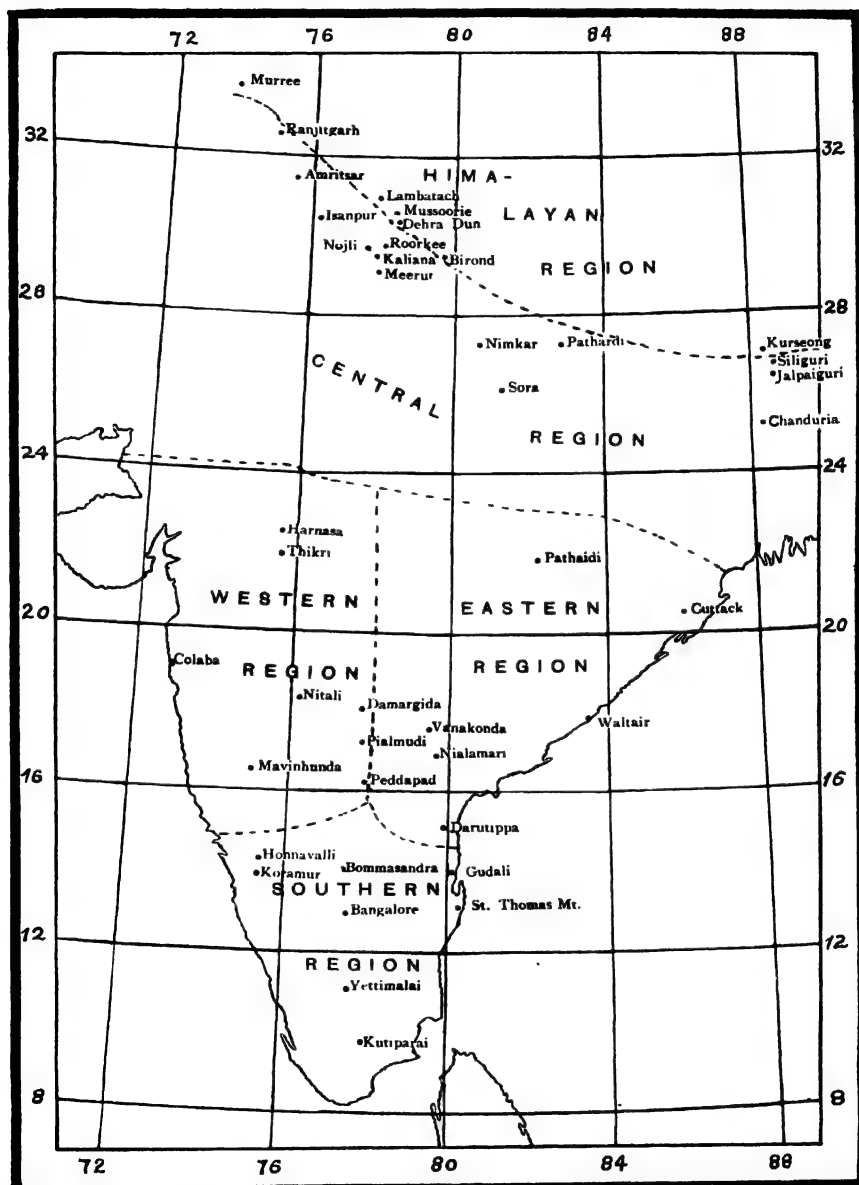 72 76 80 84 88
Murree
Ranjitgarh
32 32
Amritsar
HIMA-
LAYAN
REGION
Lambatach
Isanpur
Mussoorie
Dehra Dun
Nojli
Roorkee
Kaliana
Birond
Meerut
28 28
Nimkar
Pathardi
Kurseong
Siliguri
Jalpaiguri
CENTRAL
REGION
Sora
Chanduria
24 24
Harnasa
Thikri
Pathaidi
WESTERN
REGION
EASTERN
REGION
Cuttack
20 20
Colaba
Nitali
Damargida
Vanakonda
Waltair
Pialmudi
Nialamari
Mavinhunda
Peddapad
16 16
Darutippa
Honnavalli
Bommasandra
Gudali
Koramur
SOUTHERN
REGION
St. Thomas Mt.
Bangalore
12 12
Yettimalai
Kutiparai
8 8
72 76 80 84 88